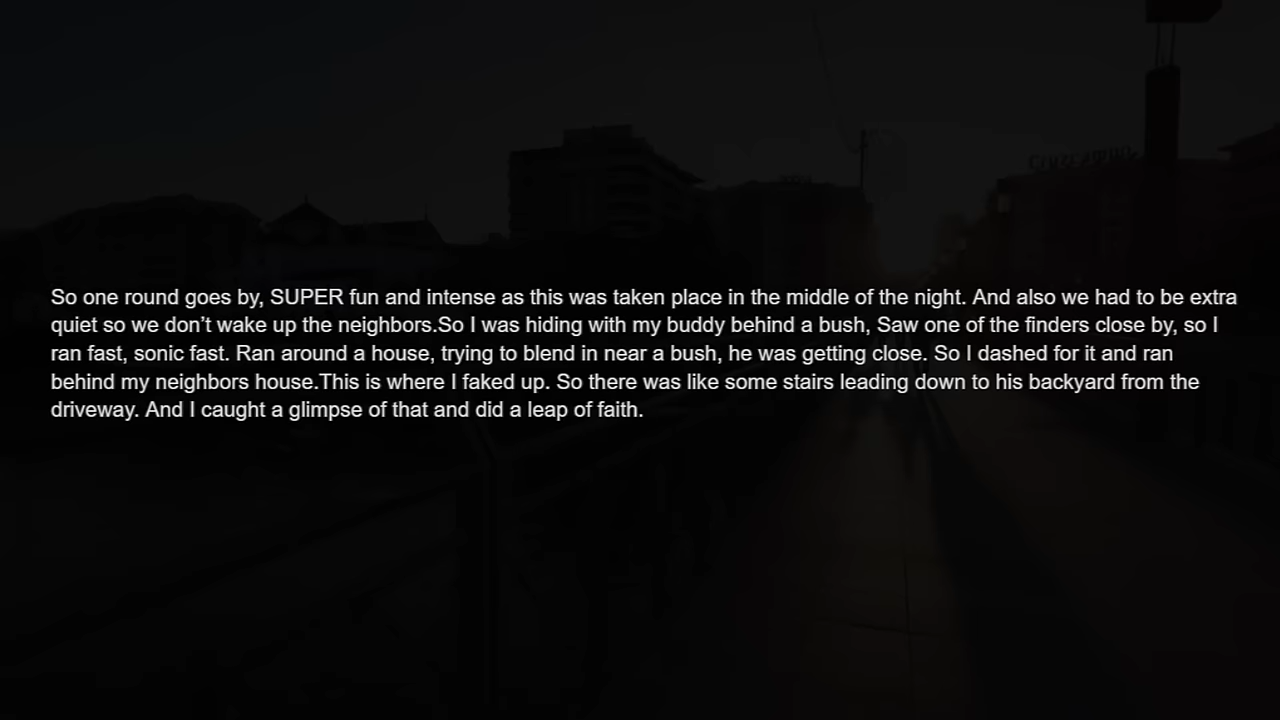 So one round goes by, SUPER fun and intense as this was taken place in the middle of the night. And also we had to be extra
quiet so we don’t wake up the neighbors.So I was hiding with my buddy behind a bush, Saw one of the finders close by, so I
ran fast, sonic fast. Ran around a house, trying to blend in near a bush, he was getting close. So I dashed for it and ran
behind my neighbors house.This is where I faked up. So there was like some stairs leading down to his backyard from the
driveway. And I caught a glimpse of that and did a leap of faith.